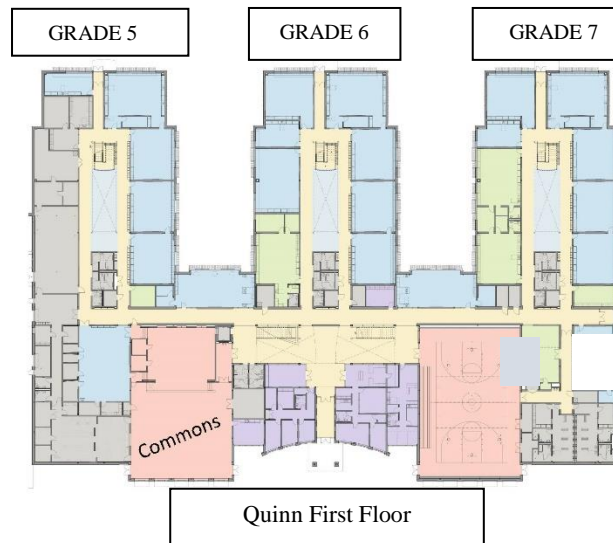 GRADE 5
GRADE 6
GRADE 7
Commons
Quinn First Floor